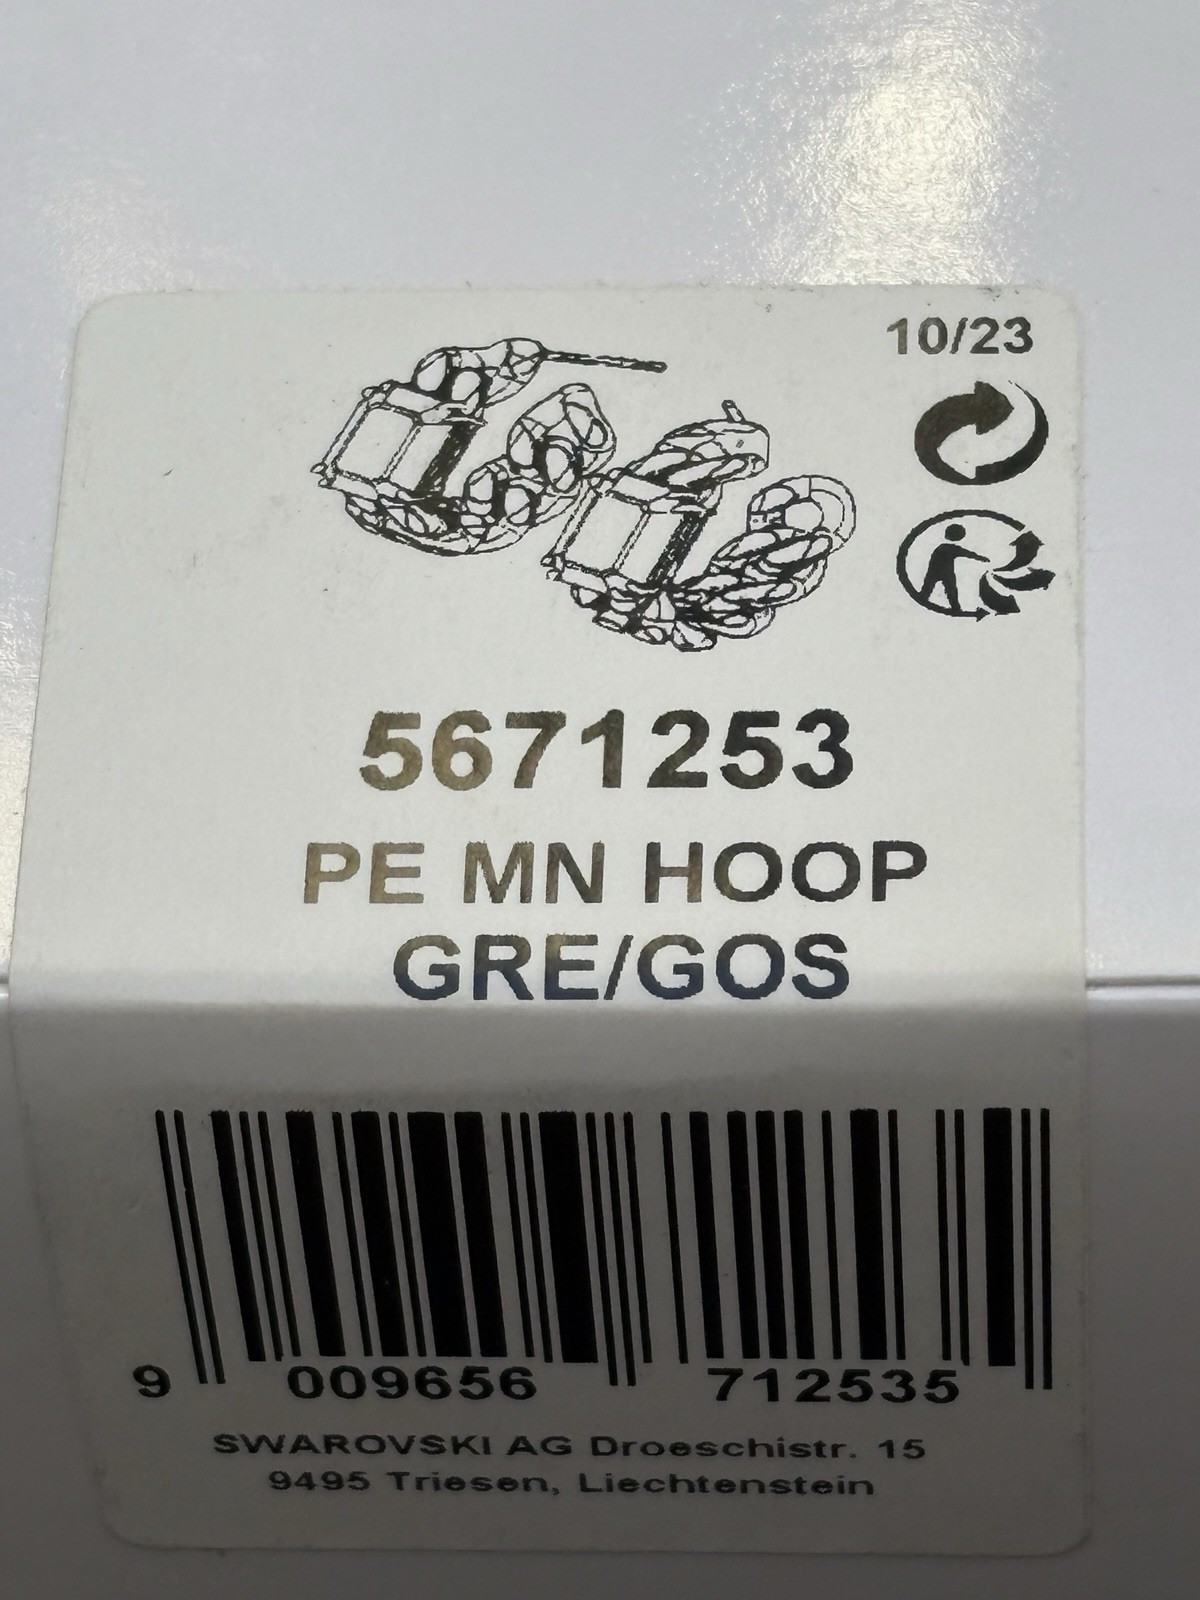 10/23
5671253
PE MN HOOP
GRE/GOS
9 009656 712535
SWAROVSKI AG Droeschistr. 15
9495 Triesen, Liechtenstein